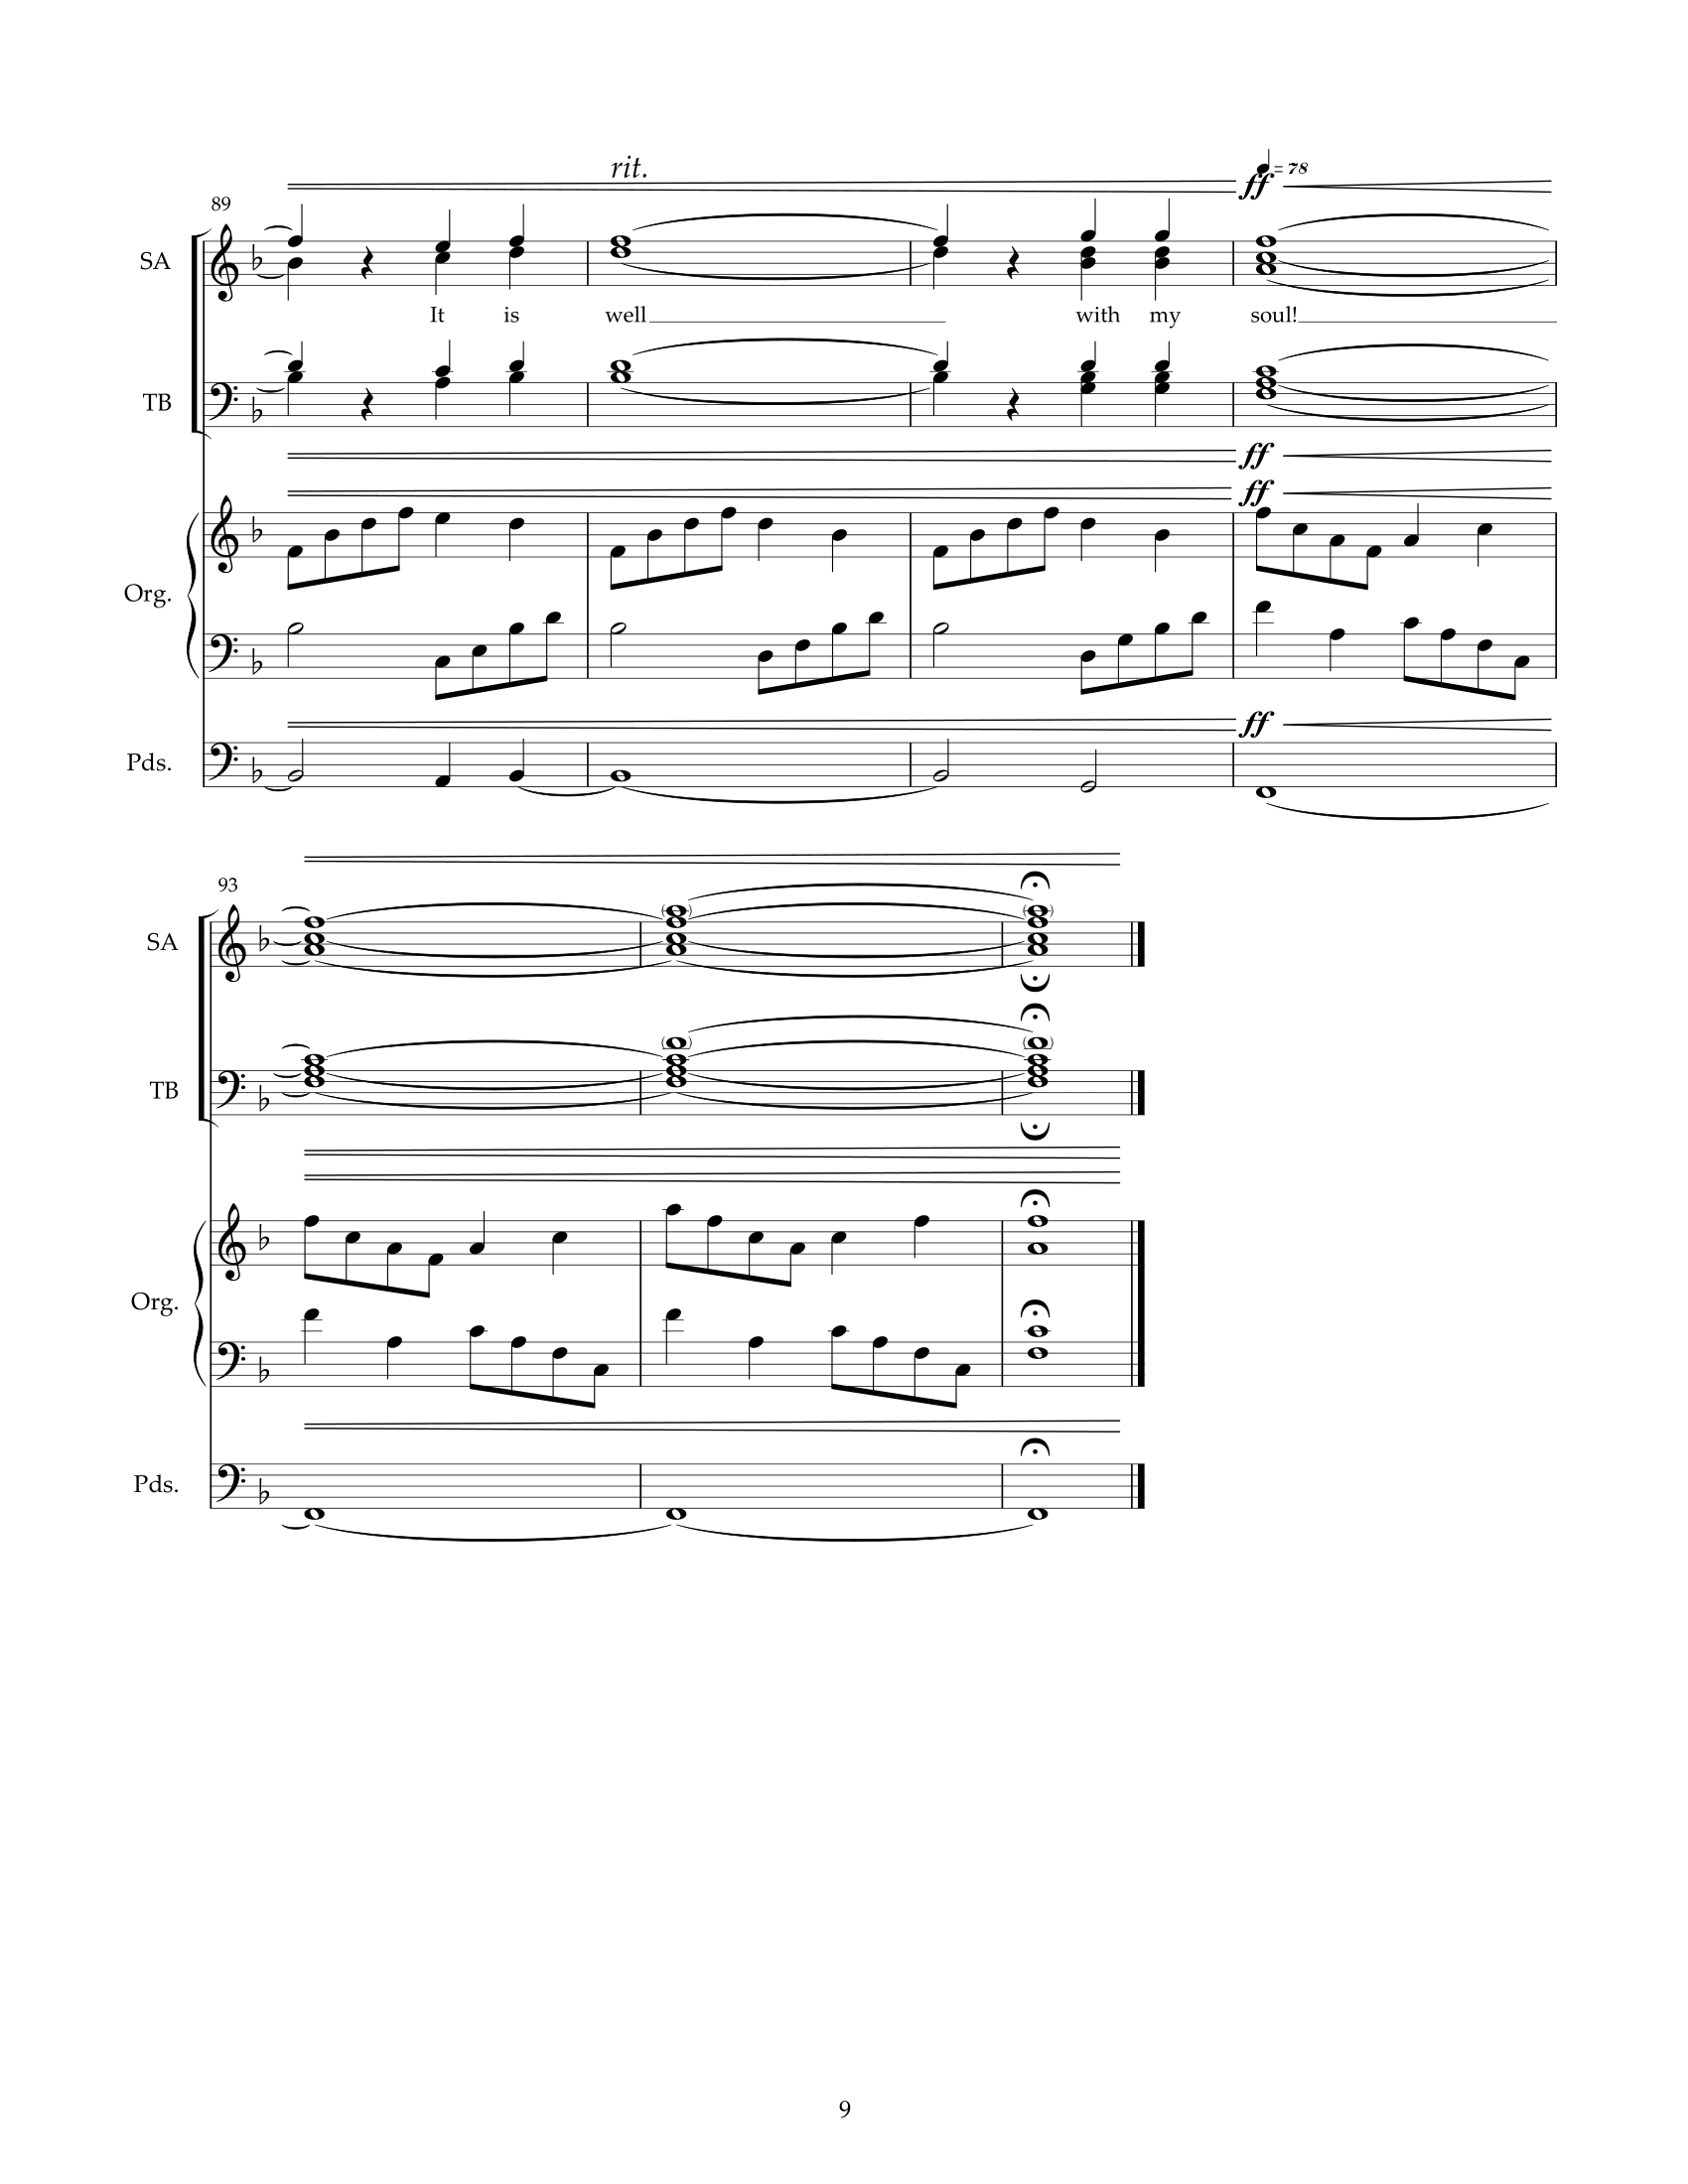 rit.
♩= 78
ff
89
SA
It is well with my soul!
TB
ff
ff
Org.
ff
Pds.
93
SA
TB
Org.
Pds.
9